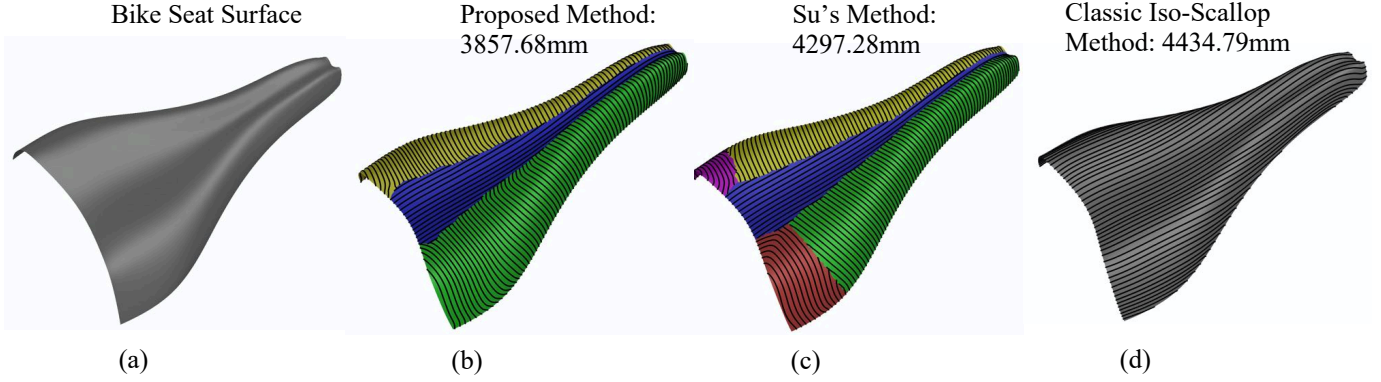 Bike Seat Surface
Proposed Method:
3857.68mm
Su's Method:
4297.28mm
Classic Iso-Scallop
Method: 4434.79mm
(a)
(b)
(c)
(d)